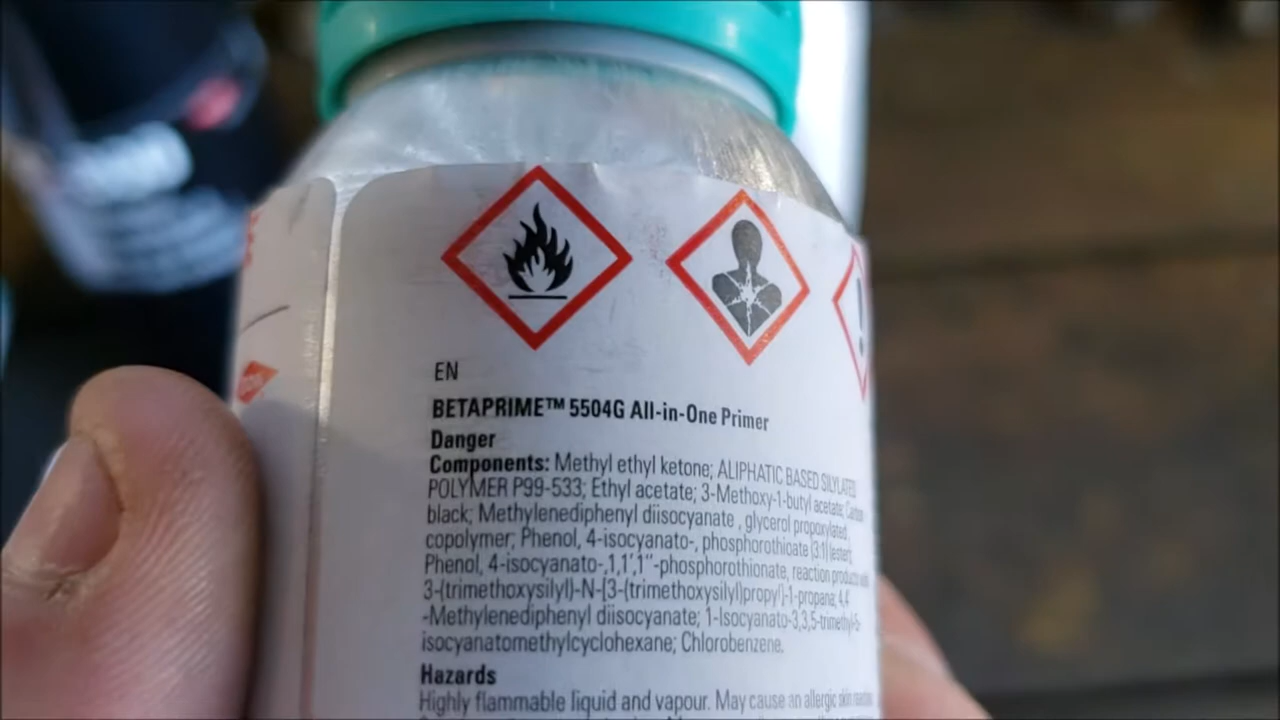 EN
BETAPRIME™ 5504G All-in-One Primer
Danger
Components: Methyl ethyl ketone; ALIPHATIC BASED SILYLATED
POLYMER P99-533; Ethyl acetate; 3-Methoxy-1-butyl acetate; Carbon
black; Methylenediphenyl diisocyanate , glycerol propoxylated
copolymer; Phenol, 4-isocyanato-, phosphorothioate (3:1) (ester);
Phenol, 4-isocyanato-,1,1',1''-phosphorothionate, reaction products
3-(trimethoxysilyl)-N-[3-(trimethoxysilyl)propyl]-1-propana; 4,4'
-Methylenediphenyl diisocyanate; 1-Isocyanato-3,3,5-trimethyl-5-
isocyanatomethylcyclohexane; Chlorobenzene.
Hazards
Highly flammable liquid and vapour. May cause an allergic skin